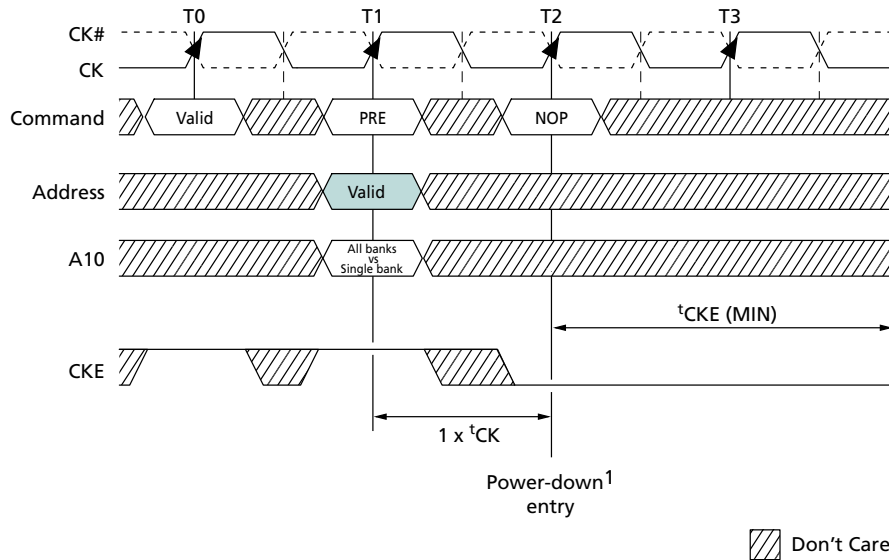 T0 T1 T2 T3
CK#
CK
Command Valid PRE NOP
Address Valid
A10 All banks
vs
Single bank
tCKE (MIN)
CKE
1 x tCK
Power-down1
entry
Don't Care